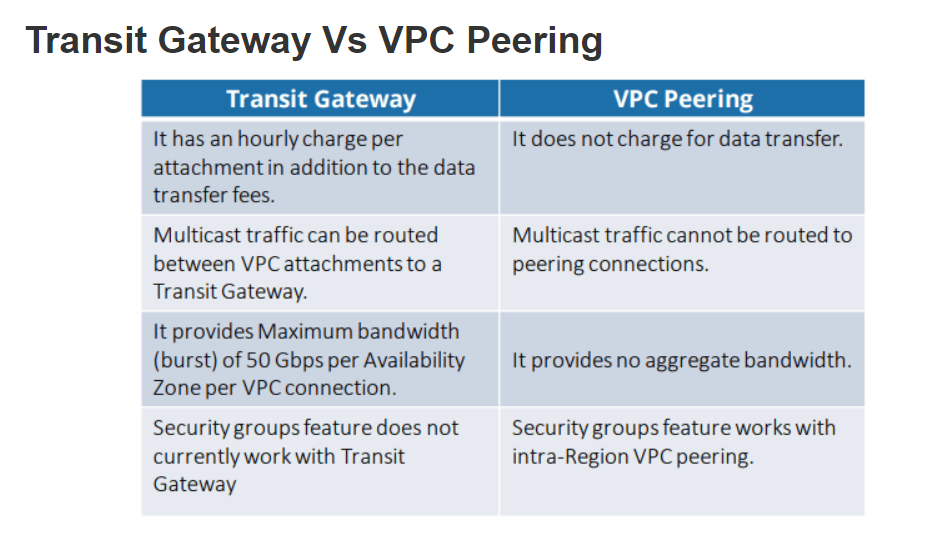 Transit Gateway Vs VPC Peering
Transit Gateway
VPC Peering
It has an hourly charge per
attachment in addition to the data
transfer fees.
It does not charge for data transfer.
Multicast traffic can be routed
between VPC attachments to a
Transit Gateway.
Multicast traffic cannot be routed to
peering connections.
It provides Maximum bandwidth
(burst) of 50 Gbps per Availability
Zone per VPC connection.
It provides no aggregate bandwidth.
Security groups feature does not
currently work with Transit
Gateway
Security groups feature works with
intra-Region VPC peering.